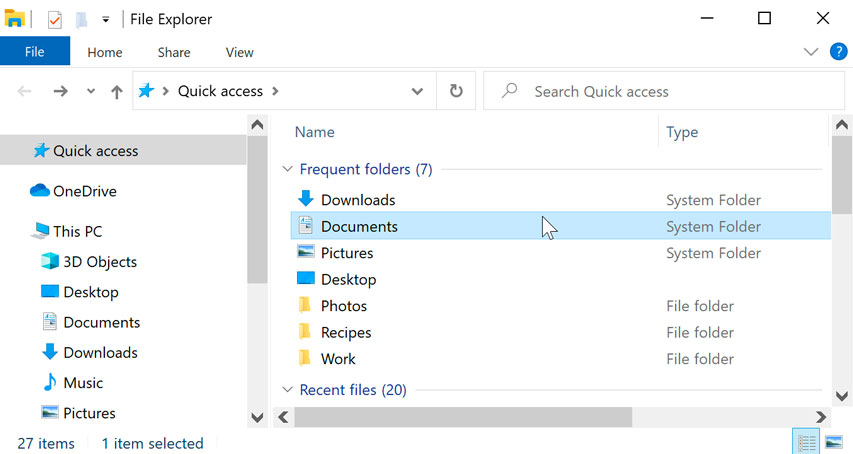 File Explorer
File Home Share View
?
Quick access
Search Quick access
Quick access
OneDrive
This PC
3D Objects
Desktop
Documents
Downloads
Music
Pictures
Name Type
Frequent folders (7)
Downloads System Folder
Documents System Folder
Pictures System Folder
Desktop
Photos File folder
Recipes File folder
Work File folder
Recent files (20)
27 items 1 item selected